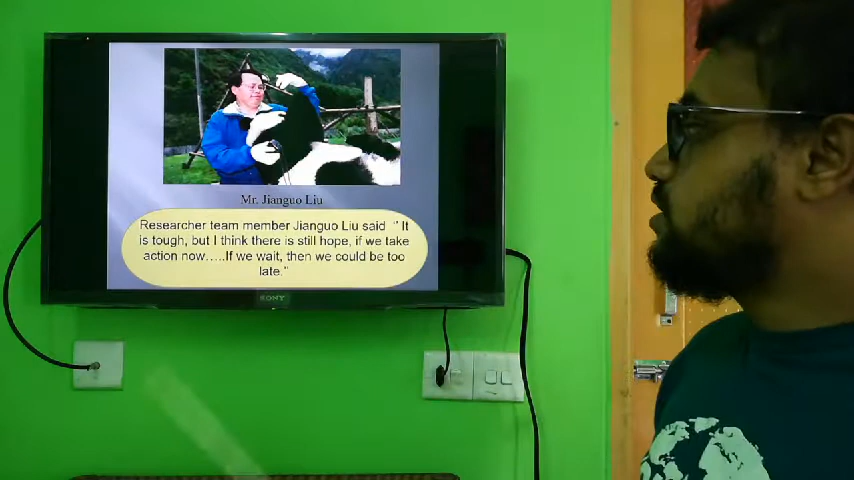 Mr. Jianguo Liu
Researcher team member Jianguo Liu said " It
is tough, but I think there is still hope, if we take
action now…..If we wait, then we could be too
late."
SONY